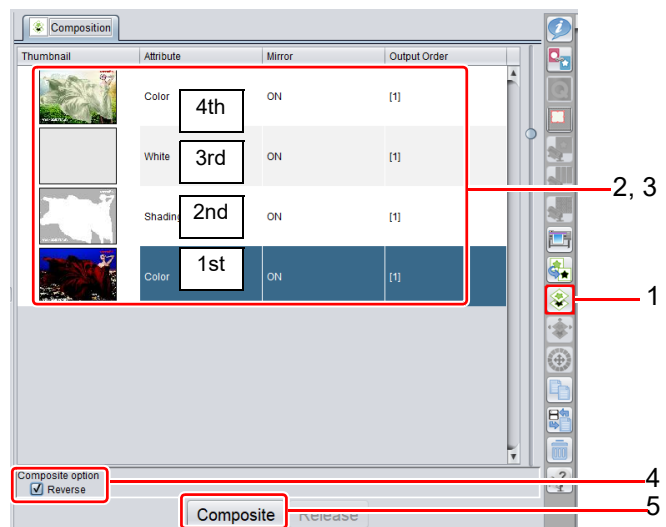 Composition
Thumbnail Attribute Mirror Output Order
Color 4th ON [1]
White 3rd ON [1]
2, 3
Shading 2nd ON [1]
Color 1st ON [1]
1
Composite option
Reverse
4
Composite Release
5